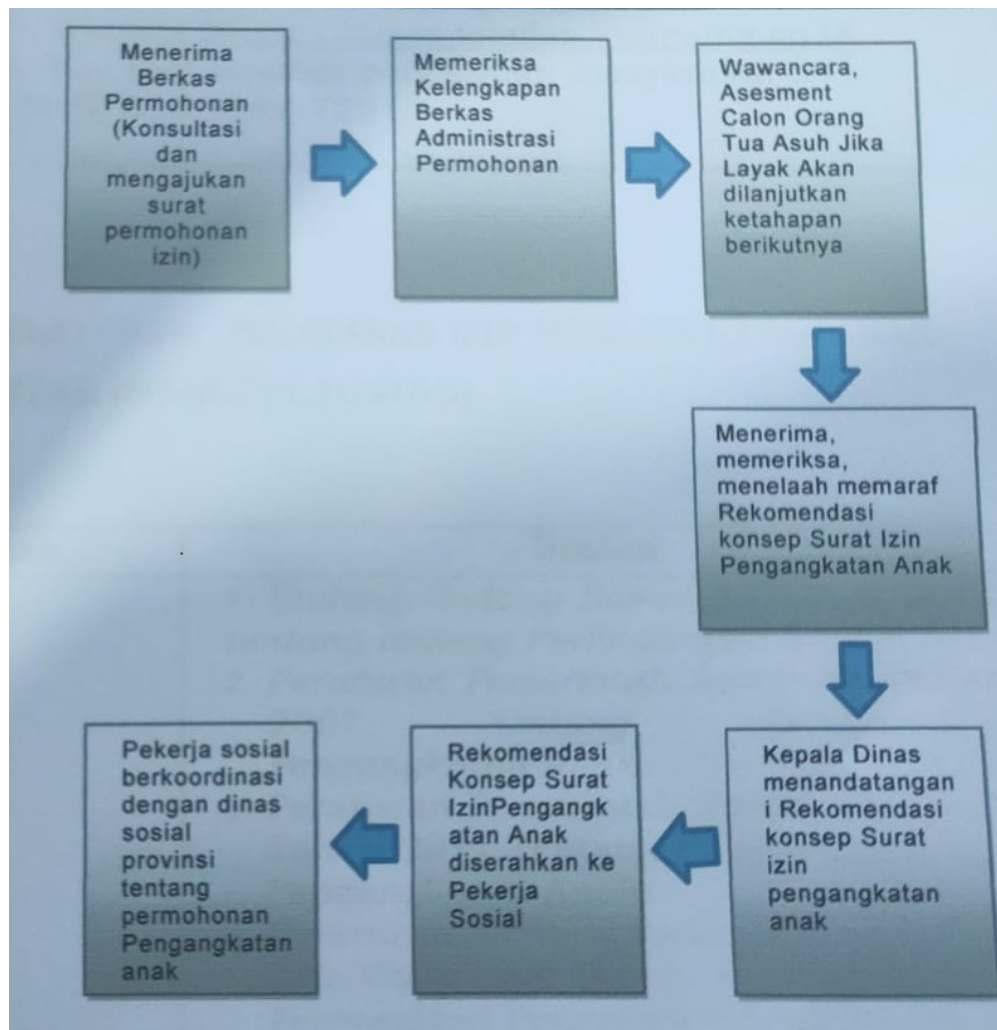 Menerima
Berkas
Permohonan
(Konsultasi
dan
mengajukan
surat
permohonan
izin)
Memeriksa
Kelengkapan
Berkas
Administrasi
Permohonan
Wawancara,
Asesment
Calon Orang
Tua Asuh Jika
Layak Akan
dilanjutkan
ketahapan
berikutnya
Menerima,
memeriksa,
menelaah memaraf
Rekomendasi
konsep Surat Izin
Pengangkatan Anak
Kepala Dinas
menandatangan
i Rekomendasi
konsep Surat
izin
pengangkatan
anak
Rekomendasi
Konsep Surat
IzinPengangk
atan Anak
diserahkan ke
Pekerja
Sosial
Pekerja sosial
berkoordinasi
dengan dinas
sosial
provinsi
tentang
permohonan
Pengangkatan
anak